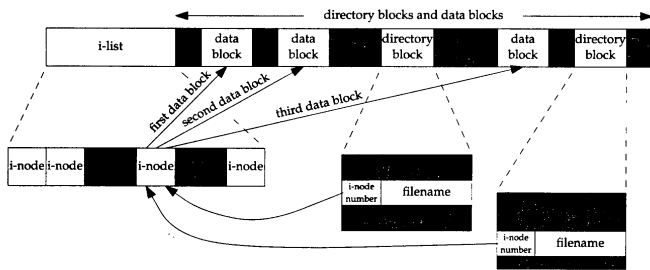 directory blocks and data blocks
i-list
data
block
data
block
directory
block
data
block
directory
block
first data block
second data block
third data block
i-node
i-node
i-node
i-node
i-node
number
filename
i-node
number
filename